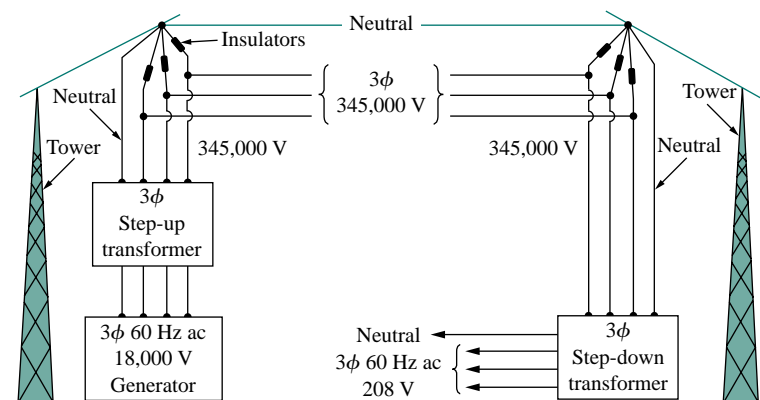 Neutral
Insulators
3ϕ
345,000 V
Neutral
Tower
345,000 V
3ϕ
Step-up
transformer
3ϕ 60 Hz ac
18,000 V
Generator
Tower
Neutral
345,000 V
3ϕ
Step-down
transformer
Neutral
3ϕ 60 Hz ac
208 V